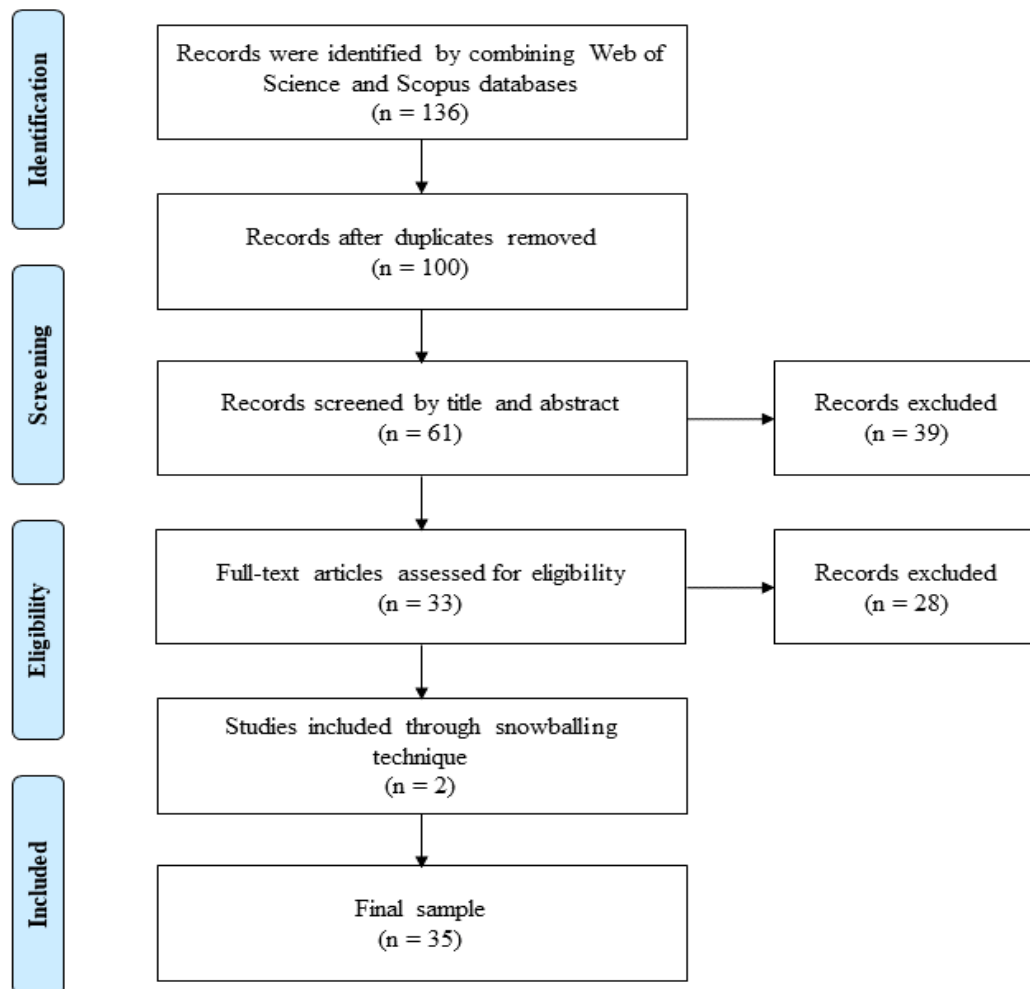 Identification
Records were identified by combining Web of
Science and Scopus databases
(n = 136)
Records after duplicates removed
(n = 100)
Screening
Records screened by title and abstract
(n = 61)
Records excluded
(n = 39)
Eligibility
Full-text articles assessed for eligibility
(n = 33)
Records excluded
(n = 28)
Studies included through snowballing
technique
(n = 2)
Included
Final sample
(n = 35)